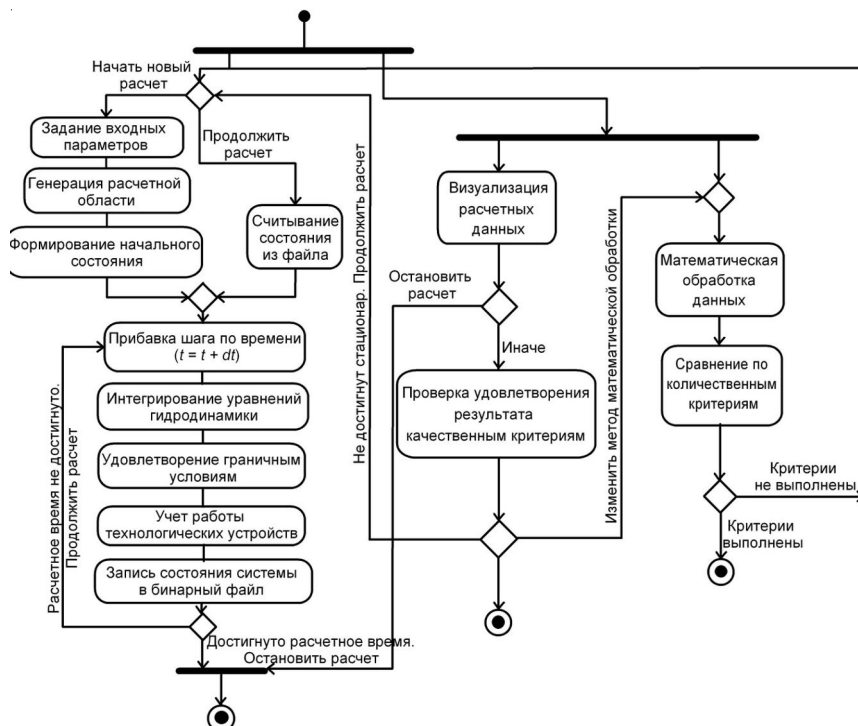 Начать новый
расчет
Задание входных
параметров
Генерация расчетной
области
Формирование начального
состояния
Продолжить
расчет
Считывание
состояния
из файла
Прибавка шага по времени
(t = t + dt)
Интегрирование уравнений
гидродинамики
Удовлетворение граничным
условиям
Учет работы
технологических устройств
Запись состояния системы
в бинарный файл
Расчетное время не достигнуто.
Продолжить расчет
Достигнуто расчетное время.
Остановить расчет
Не достигнут стационар. Продолжить расчет
Визуализация
расчетных
данных
Остановить
расчет
Иначе
Проверка удовлетворения
результата
качественным критериям
Изменить метод математической обработки
Математическая
обработка
данных
Сравнение по
количественным
критериям
Критерии
не выполнены
Критерии
выполнены